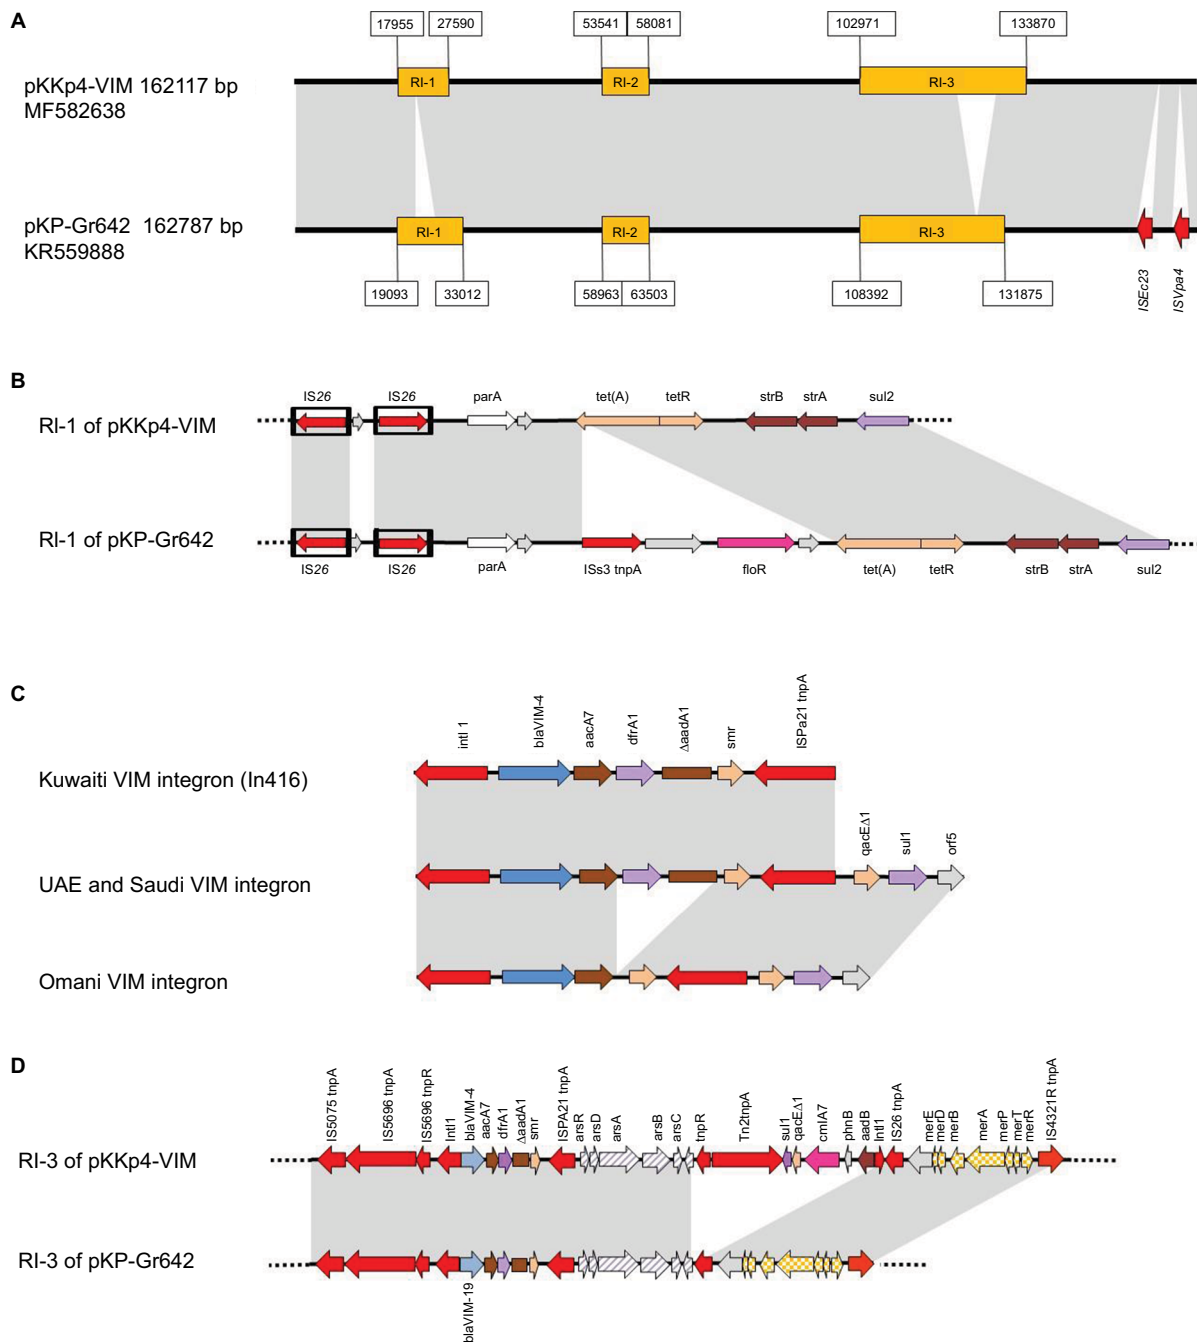 A
17955
27590
53541
58081
102971
133870
pKKp4-VIM 162117 bp
MF582638
RI-1
RI-2
RI-3
pKP-Gr642 162787 bp
KR559888
RI-1
RI-2
RI-3
19093
33012
58963
63503
108392
131875
ISEc23
ISVpa4
B
IS26
IS26
parA
tet(A)
tetR
strB
strA
sul2
RI-1 of pKKp4-VIM
RI-1 of pKP-Gr642
IS26
IS26
parA
ISs3 tnpA
floR
tet(A)
tetR
strB
strA
sul2
C
intI 1
blaVIM-4
aacA7
dfrA1
ΔaadA1
smr
ISPa21 tnpA
Kuwaiti VIM integron (In416)
qacEΔ1
sul1
orf5
UAE and Saudi VIM integron
Omani VIM integron
D
IS5075 tnpA
IS5696 tnpA
IS5696 tnpR
IntI1
blaVIM-4
aacA7
dfrA1
ΔaadA1
smr
ISPA21 tnpA
arsR
arsD
arsA
arsB
arsC
tnpR
Tn2tnpA
sul1
qacEΔ1
cmlA7
phnB
aadB
IntI1
IS26 tnpA
merE
merD
merB
merA
merP
merT
merR
IS4321R tnpA
RI-3 of pKKp4-VIM
RI-3 of pKP-Gr642
blaVIM-19